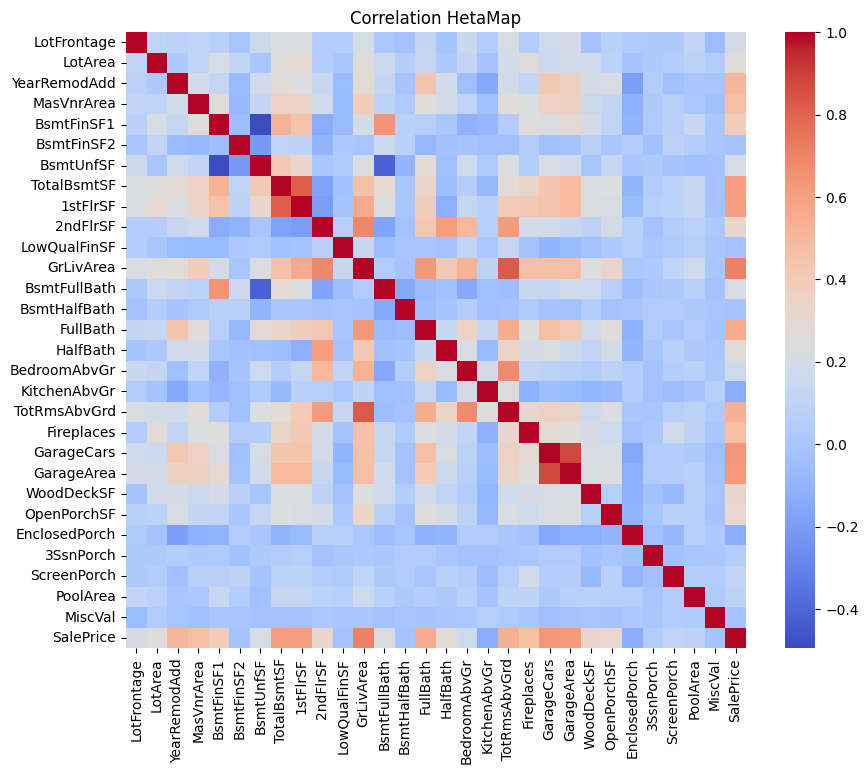 Correlation HetaMap
LotFrontage
LotArea
YearRemodAdd
MasVnrArea
BsmtFinSF1
BsmtFinSF2
BsmtUnfSF
TotalBsmtSF
1stFlrSF
2ndFlrSF
LowQualFinSF
GrLivArea
BsmtFullBath
BsmtHalfBath
FullBath
HalfBath
BedroomAbvGr
KitchenAbvGr
TotRmsAbvGrd
Fireplaces
GarageCars
GarageArea
WoodDeckSF
OpenPorchSF
EnclosedPorch
3SsnPorch
ScreenPorch
PoolArea
MiscVal
SalePrice
LotFrontage
LotArea
YearRemodAdd
MasVnrArea
BsmtFinSF1
BsmtFinSF2
BsmtUnfSF
TotalBsmtSF
1stFlrSF
2ndFlrSF
LowQualFinSF
GrLivArea
BsmtFullBath
BsmtHalfBath
FullBath
HalfBath
BedroomAbvGr
KitchenAbvGr
TotRmsAbvGrd
Fireplaces
GarageCars
GarageArea
WoodDeckSF
OpenPorchSF
EnclosedPorch
3SsnPorch
ScreenPorch
PoolArea
MiscVal
SalePrice
1.0
0.8
0.6
0.4
0.2
0.0
−0.2
−0.4